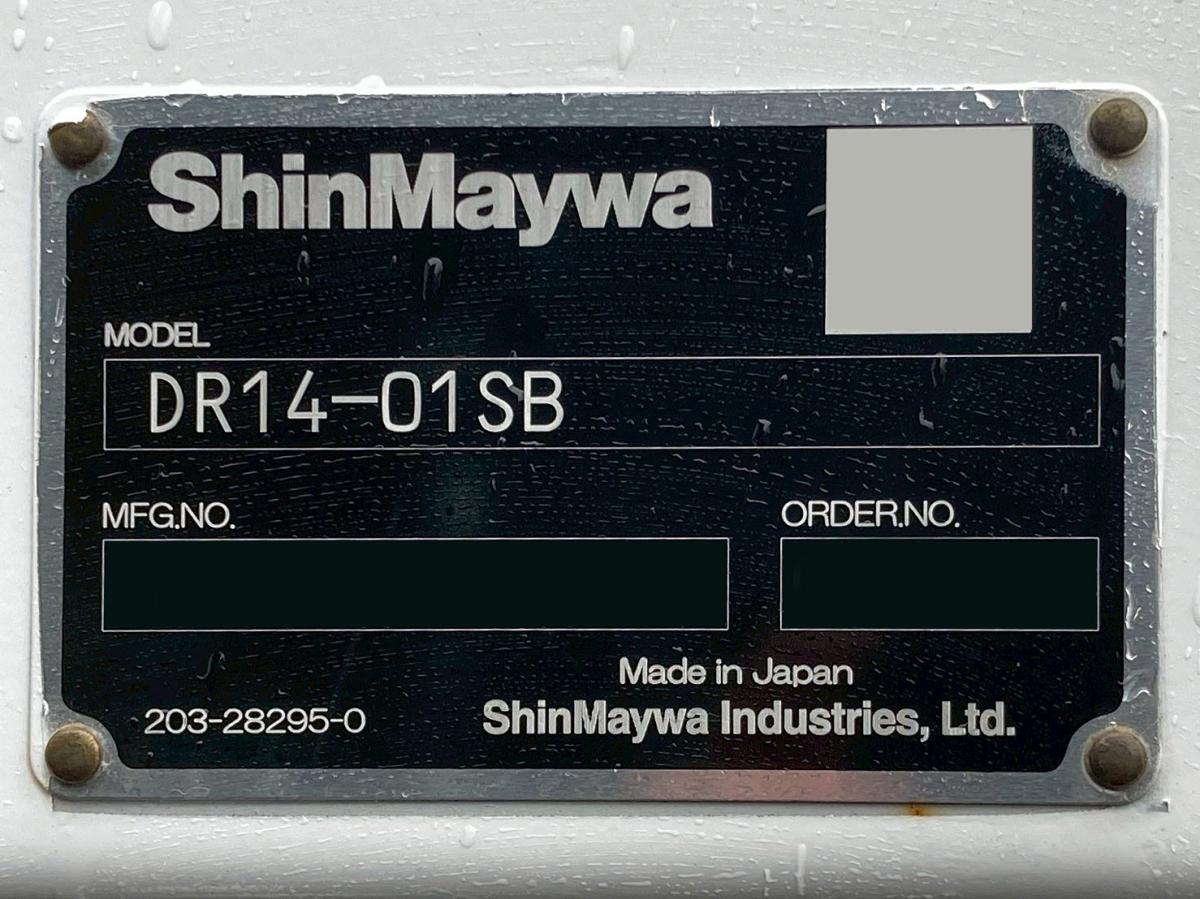 ShinMaywa
MODEL
DR14-01SB
MFG.NO.
ORDER.NO.
Made in Japan
203-28295-0
ShinMaywa Industries, Ltd.